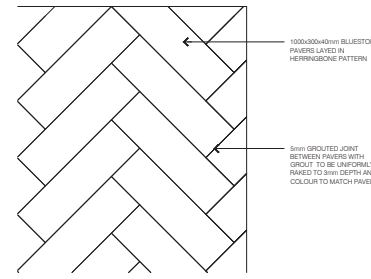 1000x300x40mm BLUESTO
PAVERS LAYED IN
HERRINGBONE PATTERN
5mm GROUTED JOINT
BETWEEN PAVERS WITH
GROUT TO BE UNIFORMLY
RAKED TO 3mm DEPTH AN
COLOUR TO MATCH PAVE